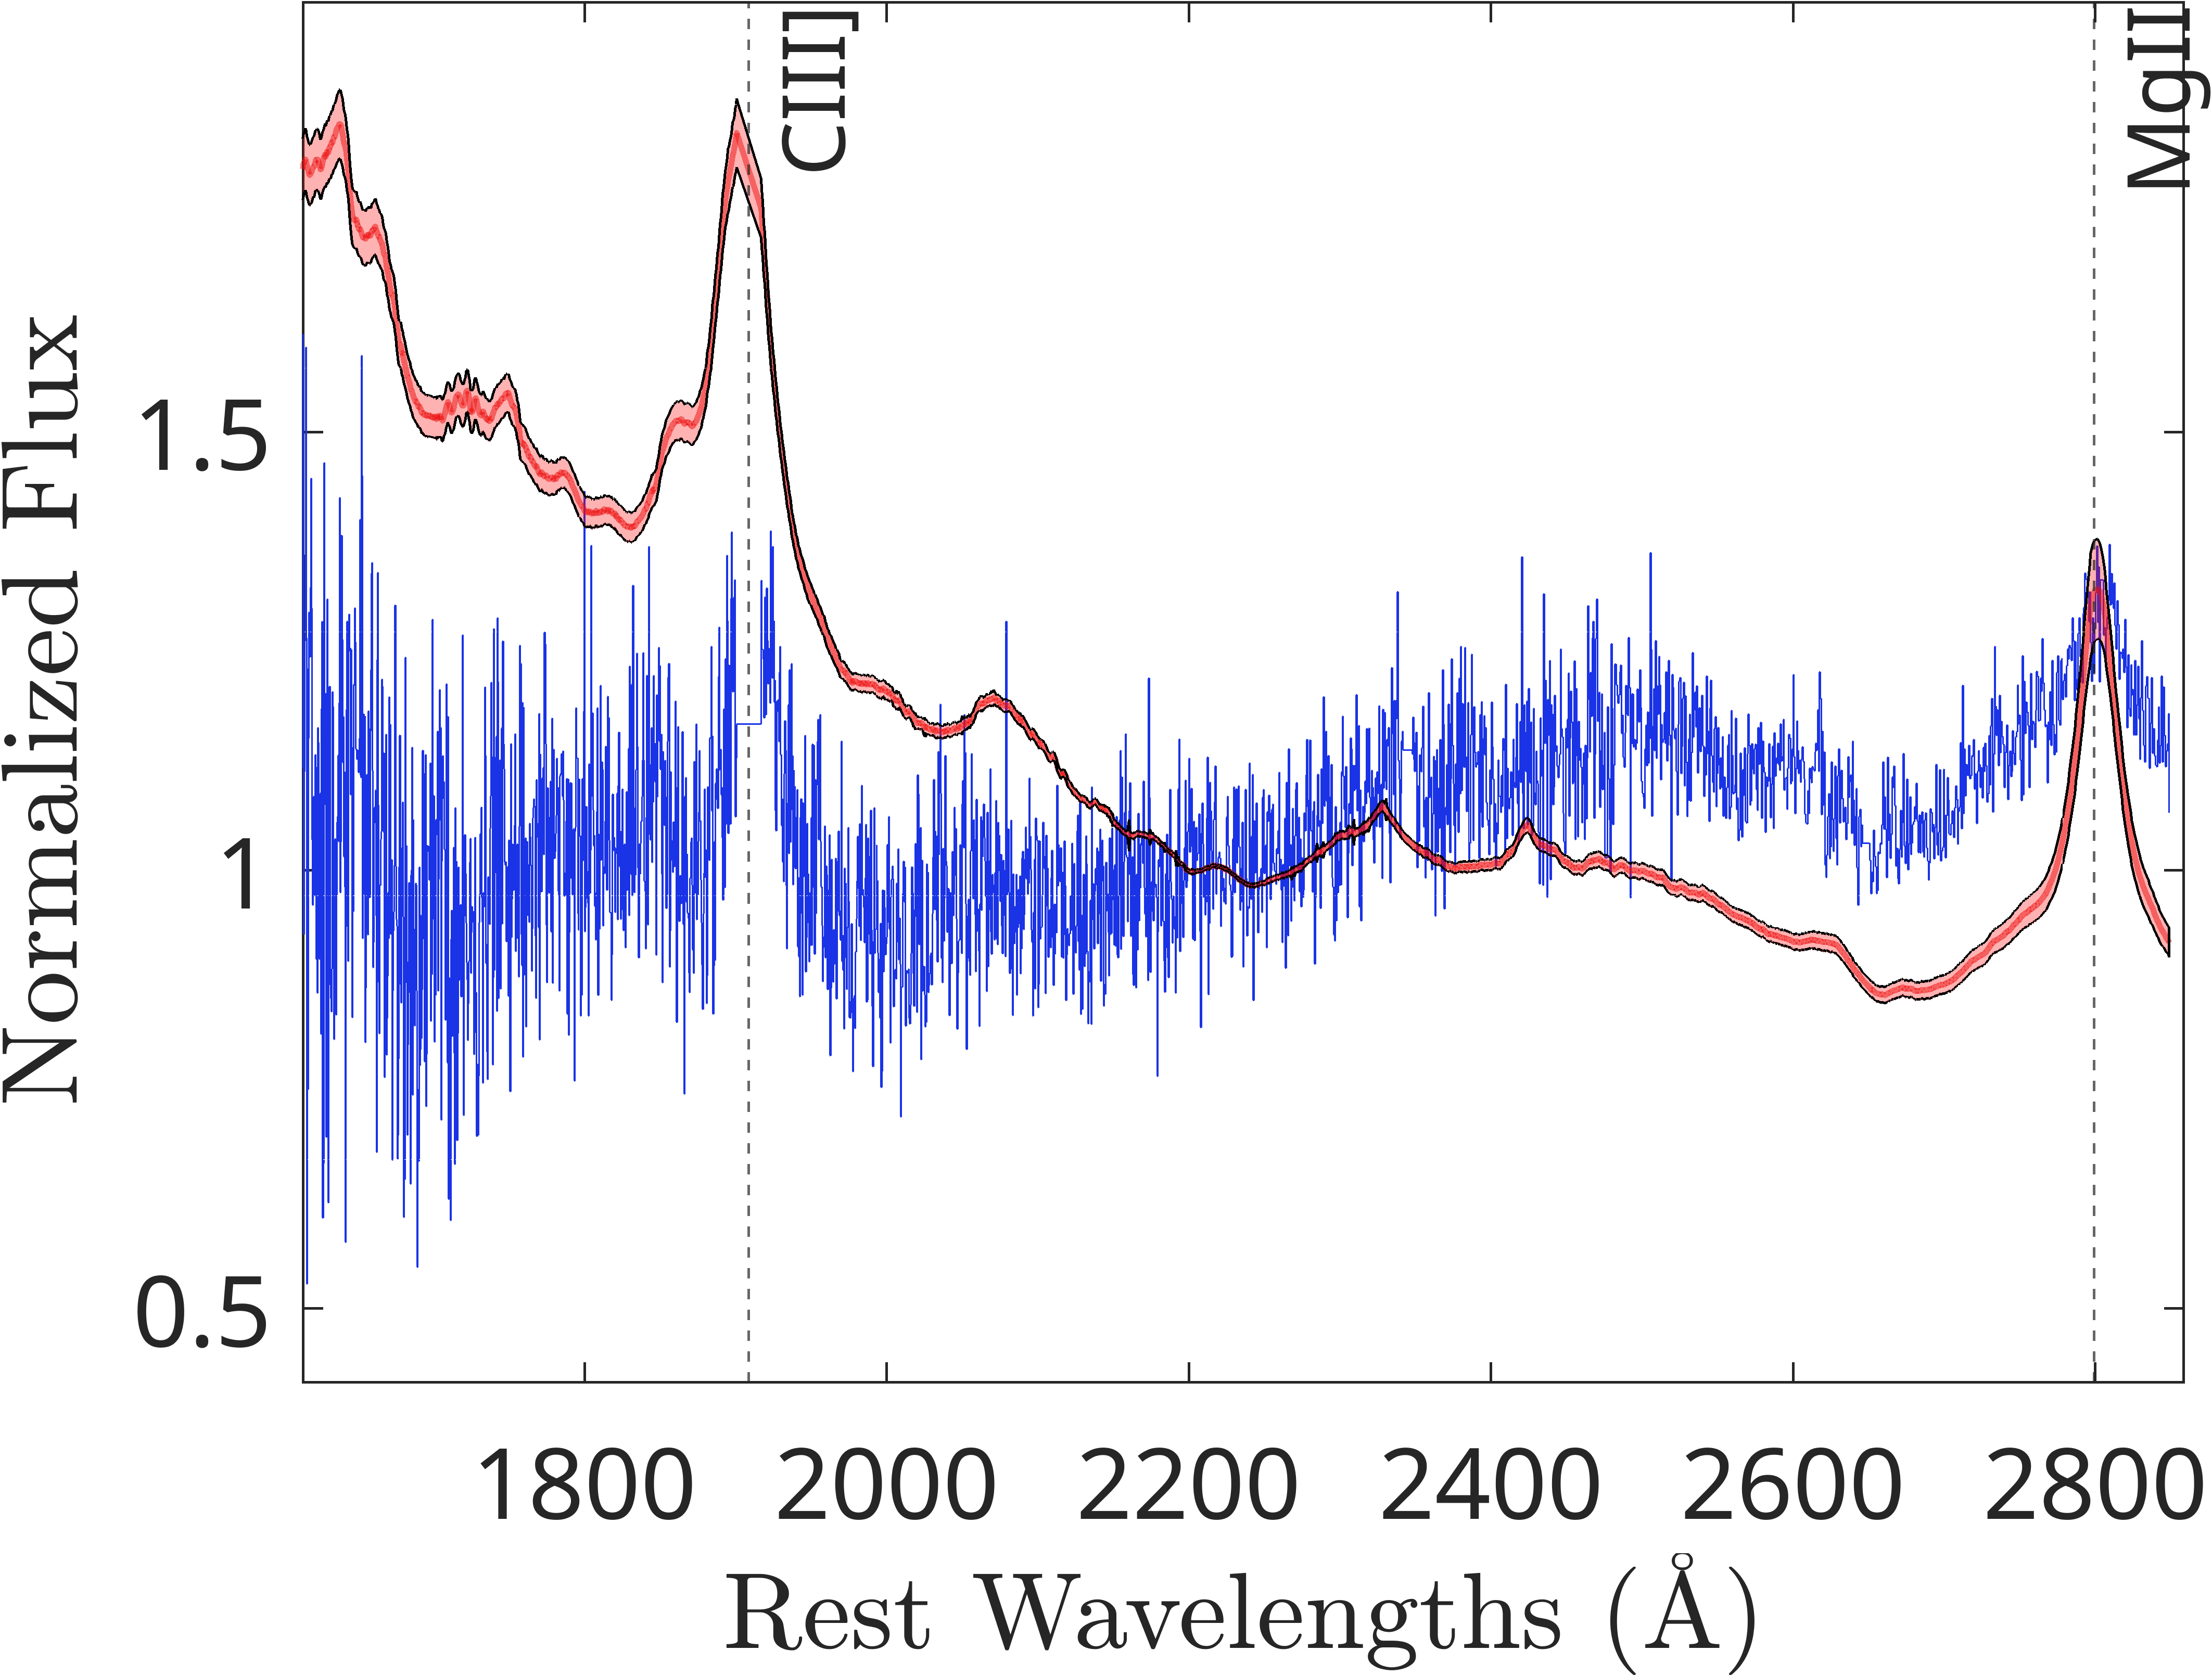 CIII]
MgII
Normalized Flux
1.5
1
0.5
1800 2000 2200 2400 2600 2800
Rest Wavelengths (Å)